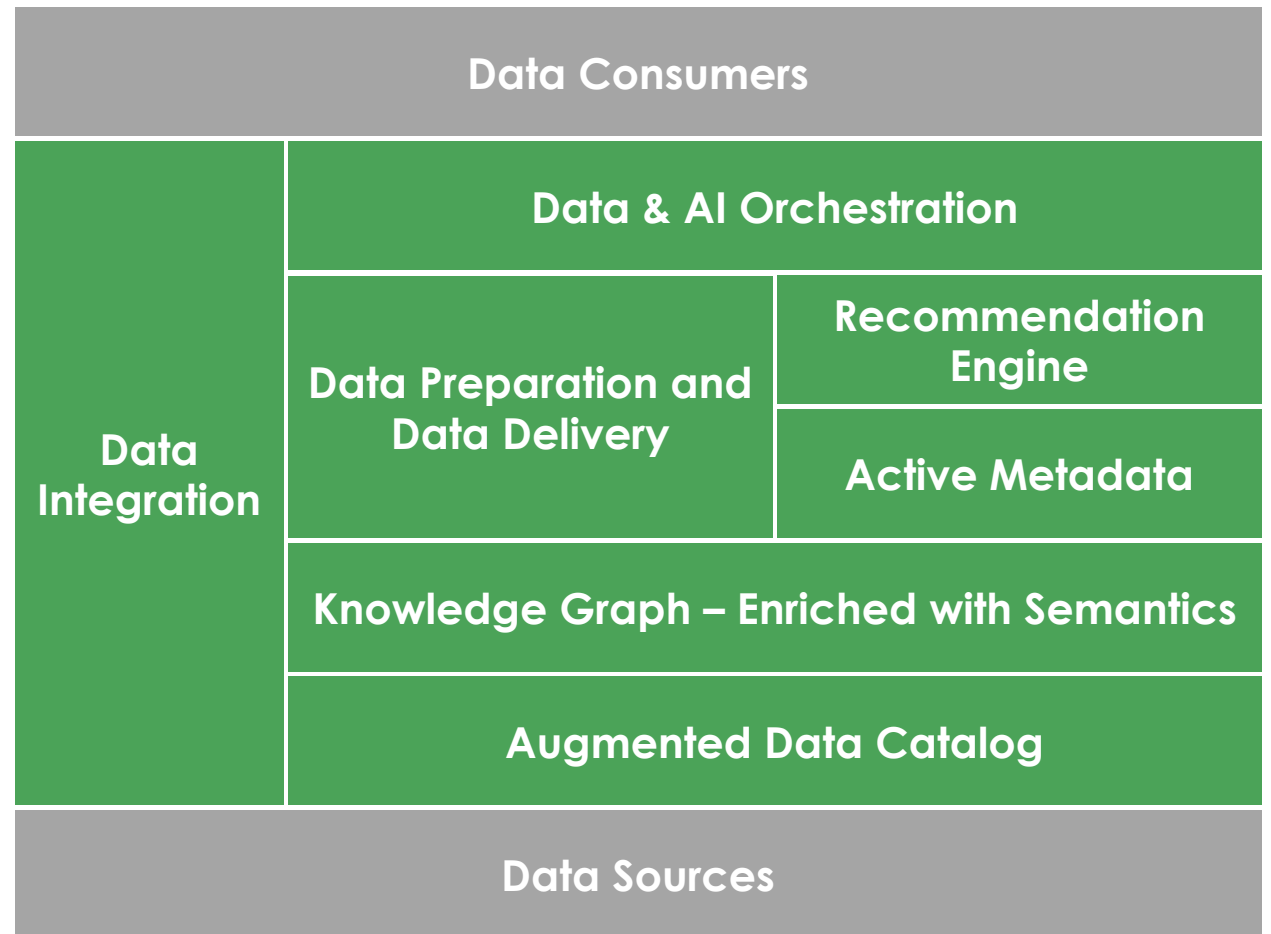 Data Consumers
Data & AI Orchestration
Recommendation
Engine
Data Preparation and
Data Delivery
Data
Integration
Active Metadata
Knowledge Graph – Enriched with Semantics
Augmented Data Catalog
Data Sources